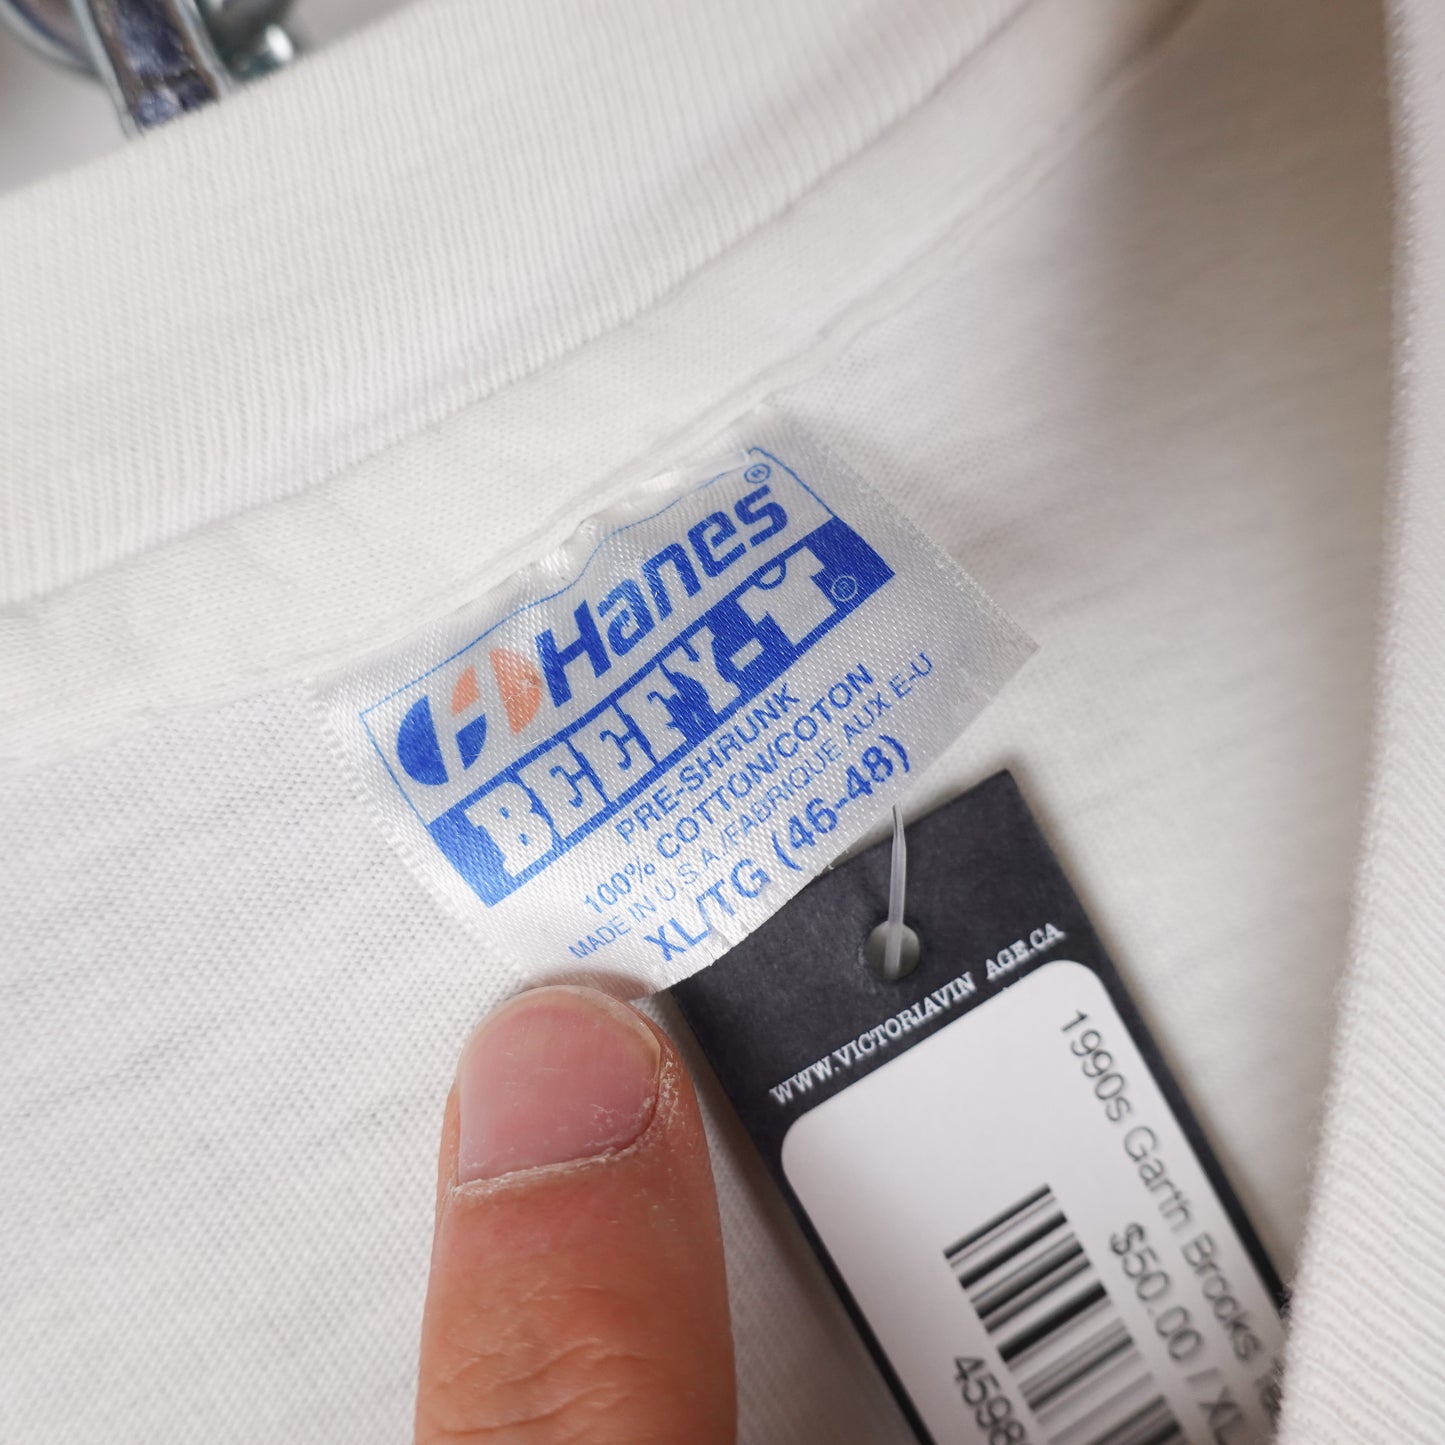 Hanes®
BEEFY-T®
PRE-SHRUNK
100% COTTON/COTON
MADE IN U.S.A./FABRIQUE AUX E-U
XL/TG (46-48)
WWW.VICTORIAVIN AGE.CA
1990s Garth Brooks
$50.00 / XL
4598